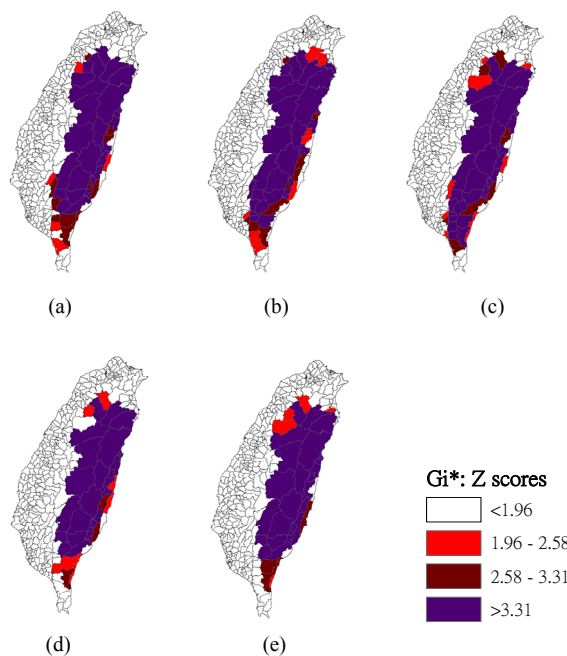 (a)
(b)
(c)
(d)
(e)
Gi*: Z scores
<1.96
1.96 - 2.58
2.58 - 3.31
>3.31